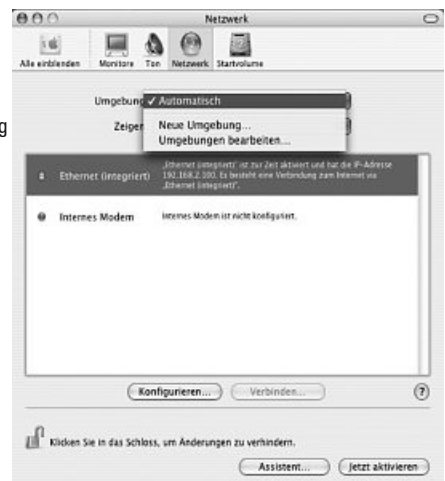 Netzwerk
Alle einblenden Monitore Ton Netzwerk Startvolume
Umgebung ✓ Automatisch
g
Zeigen
Neue Umgebung...
Umgebungen bearbeiten...
Ethernet (integriert)
„Ethernet (integriert)“ ist zur Zeit aktiviert und hat die IP-Adresse
192.168.2.100. Es besteht eine Verbindung zum Internet via
„Ethernet (integriert)“.
Internes Modem
Internes Modem ist nicht konfiguriert.
Konfigurieren... Verbinden... ?
Klicken Sie in das Schloss, um Änderungen zu verhindern.
Assistent... Jetzt aktivieren